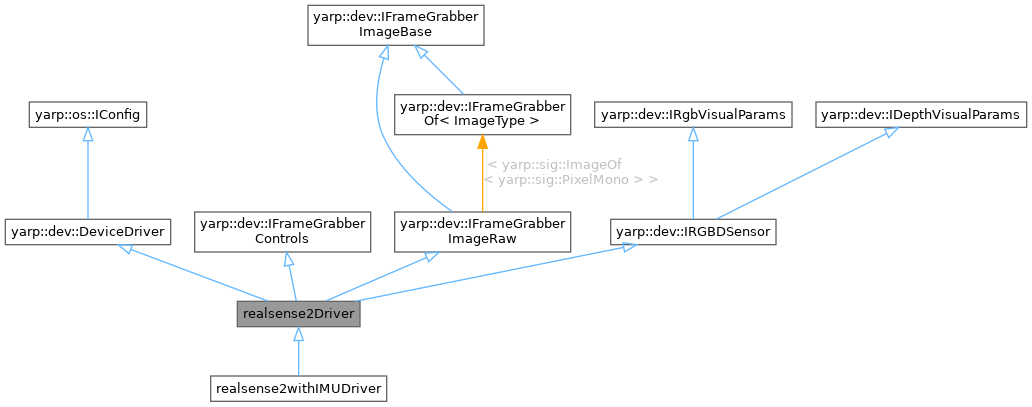 yarp::dev::IFrameGrabber
ImageBase
yarp::os::IConfig
yarp::dev::IFrameGrabber
Of< ImageType >
yarp::dev::IRgbVisualParams
yarp::dev::IDepthVisualParams
< yarp::sig::ImageOf
< yarp::sig::PixelMono > >
yarp::dev::DeviceDriver
yarp::dev::IFrameGrabber
Controls
yarp::dev::IFrameGrabber
ImageRaw
yarp::dev::IRGBDSensor
realsense2Driver
realsense2withIMUDriver